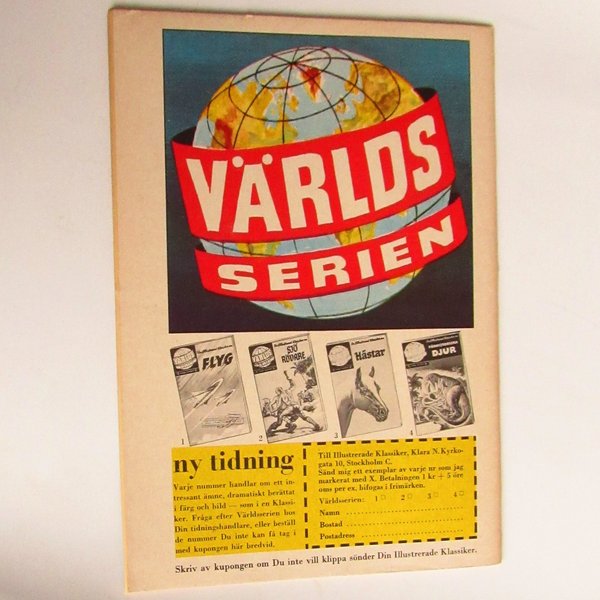 VÄRLDS
SERIEN
FLYG
SJÖ
RÖVARE
Hästar
DJUR
1
2
3
4
ny tidning
Varje nummer handlar om ett in-
tressant ämne, dramatiskt berättat
i färg och bild — som i en Klassi-
ker. Fråga efter Världsserien hos
Din tidningshandlare, eller beställ
de nummer Du inte kan få tag i
med kupongen här bredvid.
Till Illustrerade Klassiker, Klara N. Kyrko-
gata 10, Stockholm C.
Sänd mig ett exemplar av varje nr som jag
markerat med X. Betalningen 1 kr + 5 öre
oms per ex, bifogas i frimärken.
Världsserien: 1 2 3 4
Namn
Bostad
Postadress
Skriv av kupongen om Du inte vill klippa sönder Din Illustrerade Klassiker.